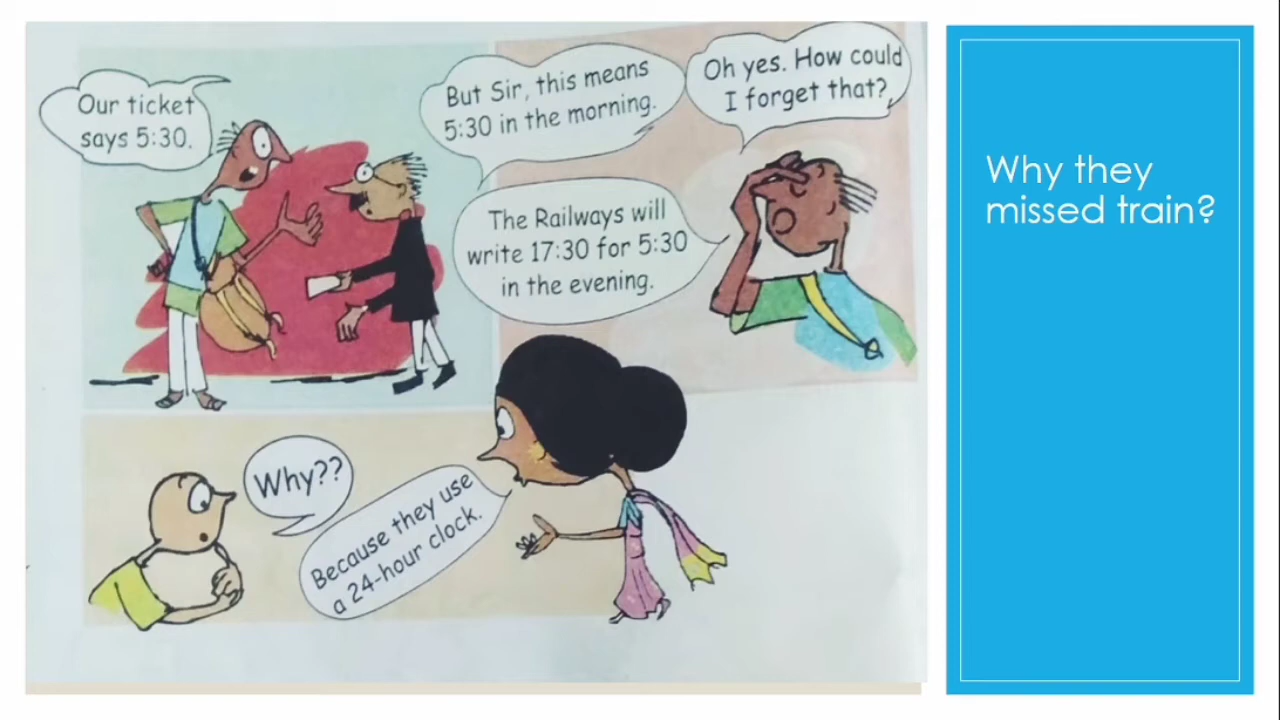 Our ticket
says 5:30.
But Sir, this means
5:30 in the morning.
Oh yes. How could
I forget that?
The Railways will
write 17:30 for 5:30
in the evening.
Why??
Because they use
a 24-hour clock.
Why they
missed train?